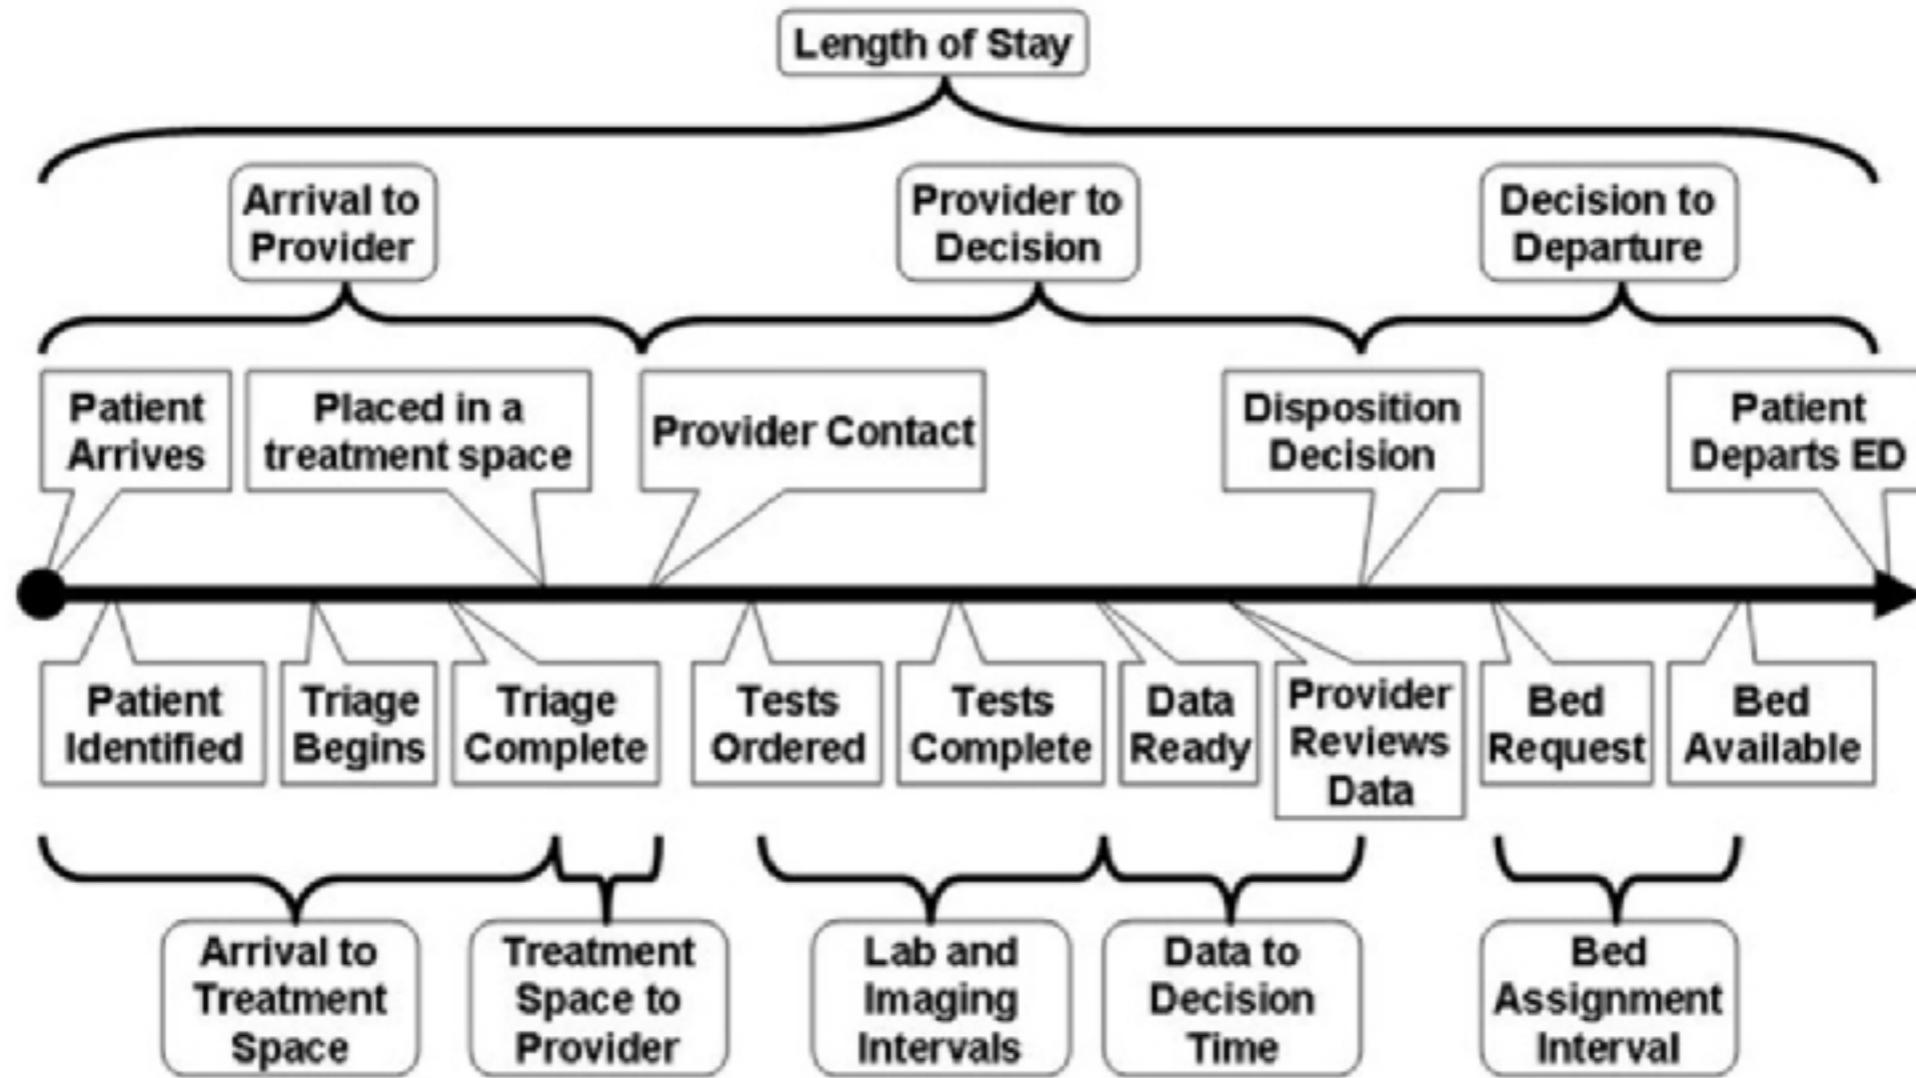 Length of Stay
Arrival to
Provider
Provider to
Decision
Decision to
Departure
Patient
Arrives
Placed in a
treatment space
Provider Contact
Disposition
Decision
Patient
Departs ED
Patient
Identified
Triage
Begins
Triage
Complete
Tests
Ordered
Tests
Complete
Data
Ready
Provider
Reviews
Data
Bed
Request
Bed
Available
Arrival to
Treatment
Space
Treatment
Space to
Provider
Lab and
Imaging
Intervals
Data to
Decision
Time
Bed
Assignment
Interval